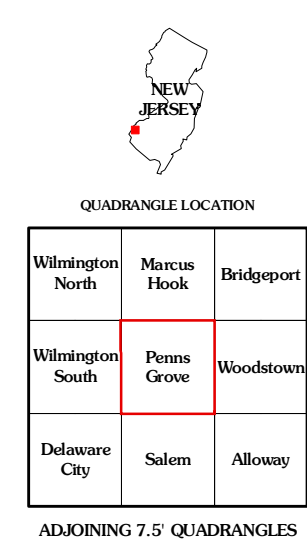 NEW
JERSEY
QUADRANGLE LOCATION
Wilmington
North
Marcus
Hook
Bridgeport
Wilmington
South
Penns
Grove
Woodstown
Delaware
City
Salem
Alloway
ADJOINING 7.5' QUADRANGLES